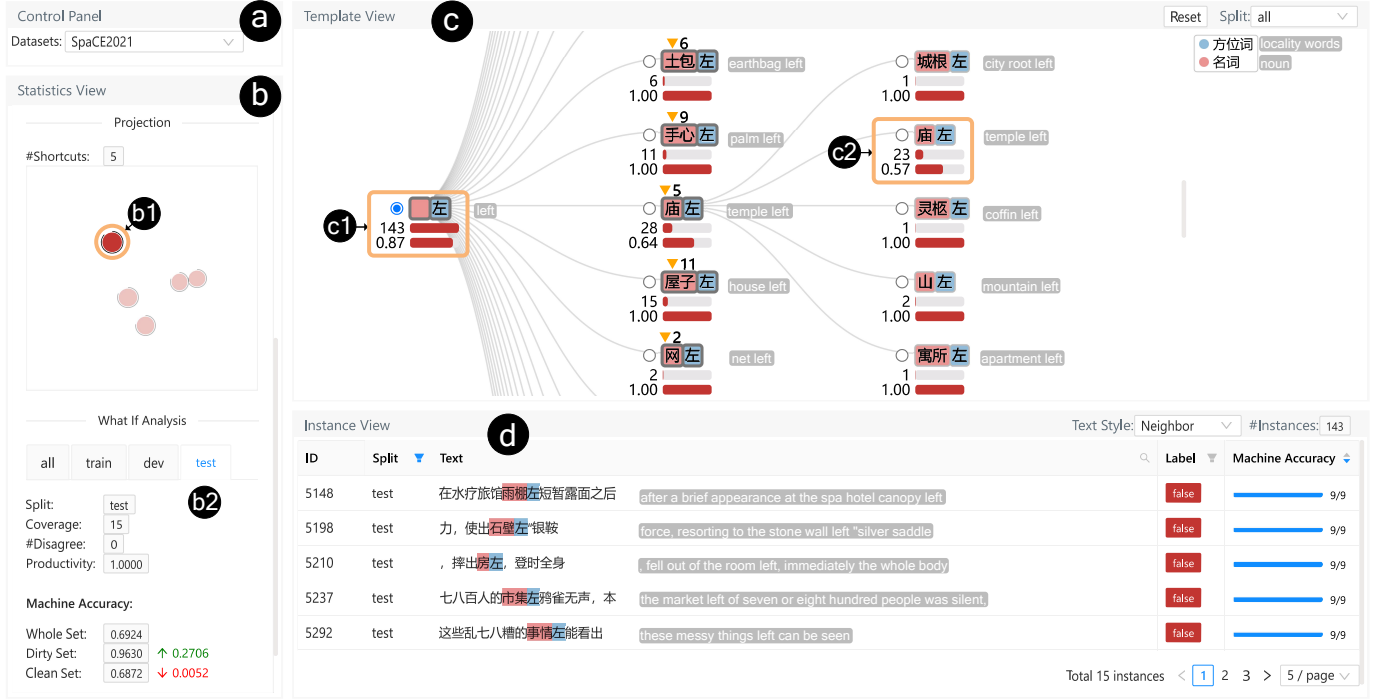 Control Panel
a
Datasets: SpaCE2021
Statistics View
b
Projection
#Shortcuts: 5
b1
What If Analysis
all train dev test
b2
Split: test
Coverage: 15
#Disagree: 0
Productivity: 1.0000
Machine Accuracy:
Whole Set: 0.6924
Dirty Set: 0.9630 ↑ 0.2706
Clean Set: 0.6872 ↓ 0.0052
Template View
c
Reset Split: all
方位词 locality words
名词 noun
c1
左 left
143
0.87
6
土包 左 earthbag left
6
1.00
9
手心 左 palm left
11
1.00
5
庙 左 temple left
28
0.64
11
屋子 左 house left
15
1.00
2
网 左 net left
2
1.00
城根 左 city root left
1
1.00
c2
庙 左 temple left
23
0.57
灵柩 左 coffin left
1
1.00
山 左 mountain left
2
1.00
寓所 左 apartment left
1
1.00
Instance View
d
Text Style: Neighbor #Instances: 143
ID Split Text Label Machine Accuracy
5148 test 在水疗旅馆雨棚左短暂露面之后 after a brief appearance at the spa hotel canopy left false 9/9
5198 test 力，使出石壁左"银鞍 force, resorting to the stone wall left "silver saddle false 9/9
5210 test ，摔出房左，登时全身 , fell out of the room left, immediately the whole body false 9/9
5237 test 七八百人的市集左鸦雀无声，本 the market left of seven or eight hundred people was silent, false 9/9
5292 test 这些乱七八糟的事情左能看出 these messy things left can be seen false 9/9
Total 15 instances < 1 2 3 > 5 / page